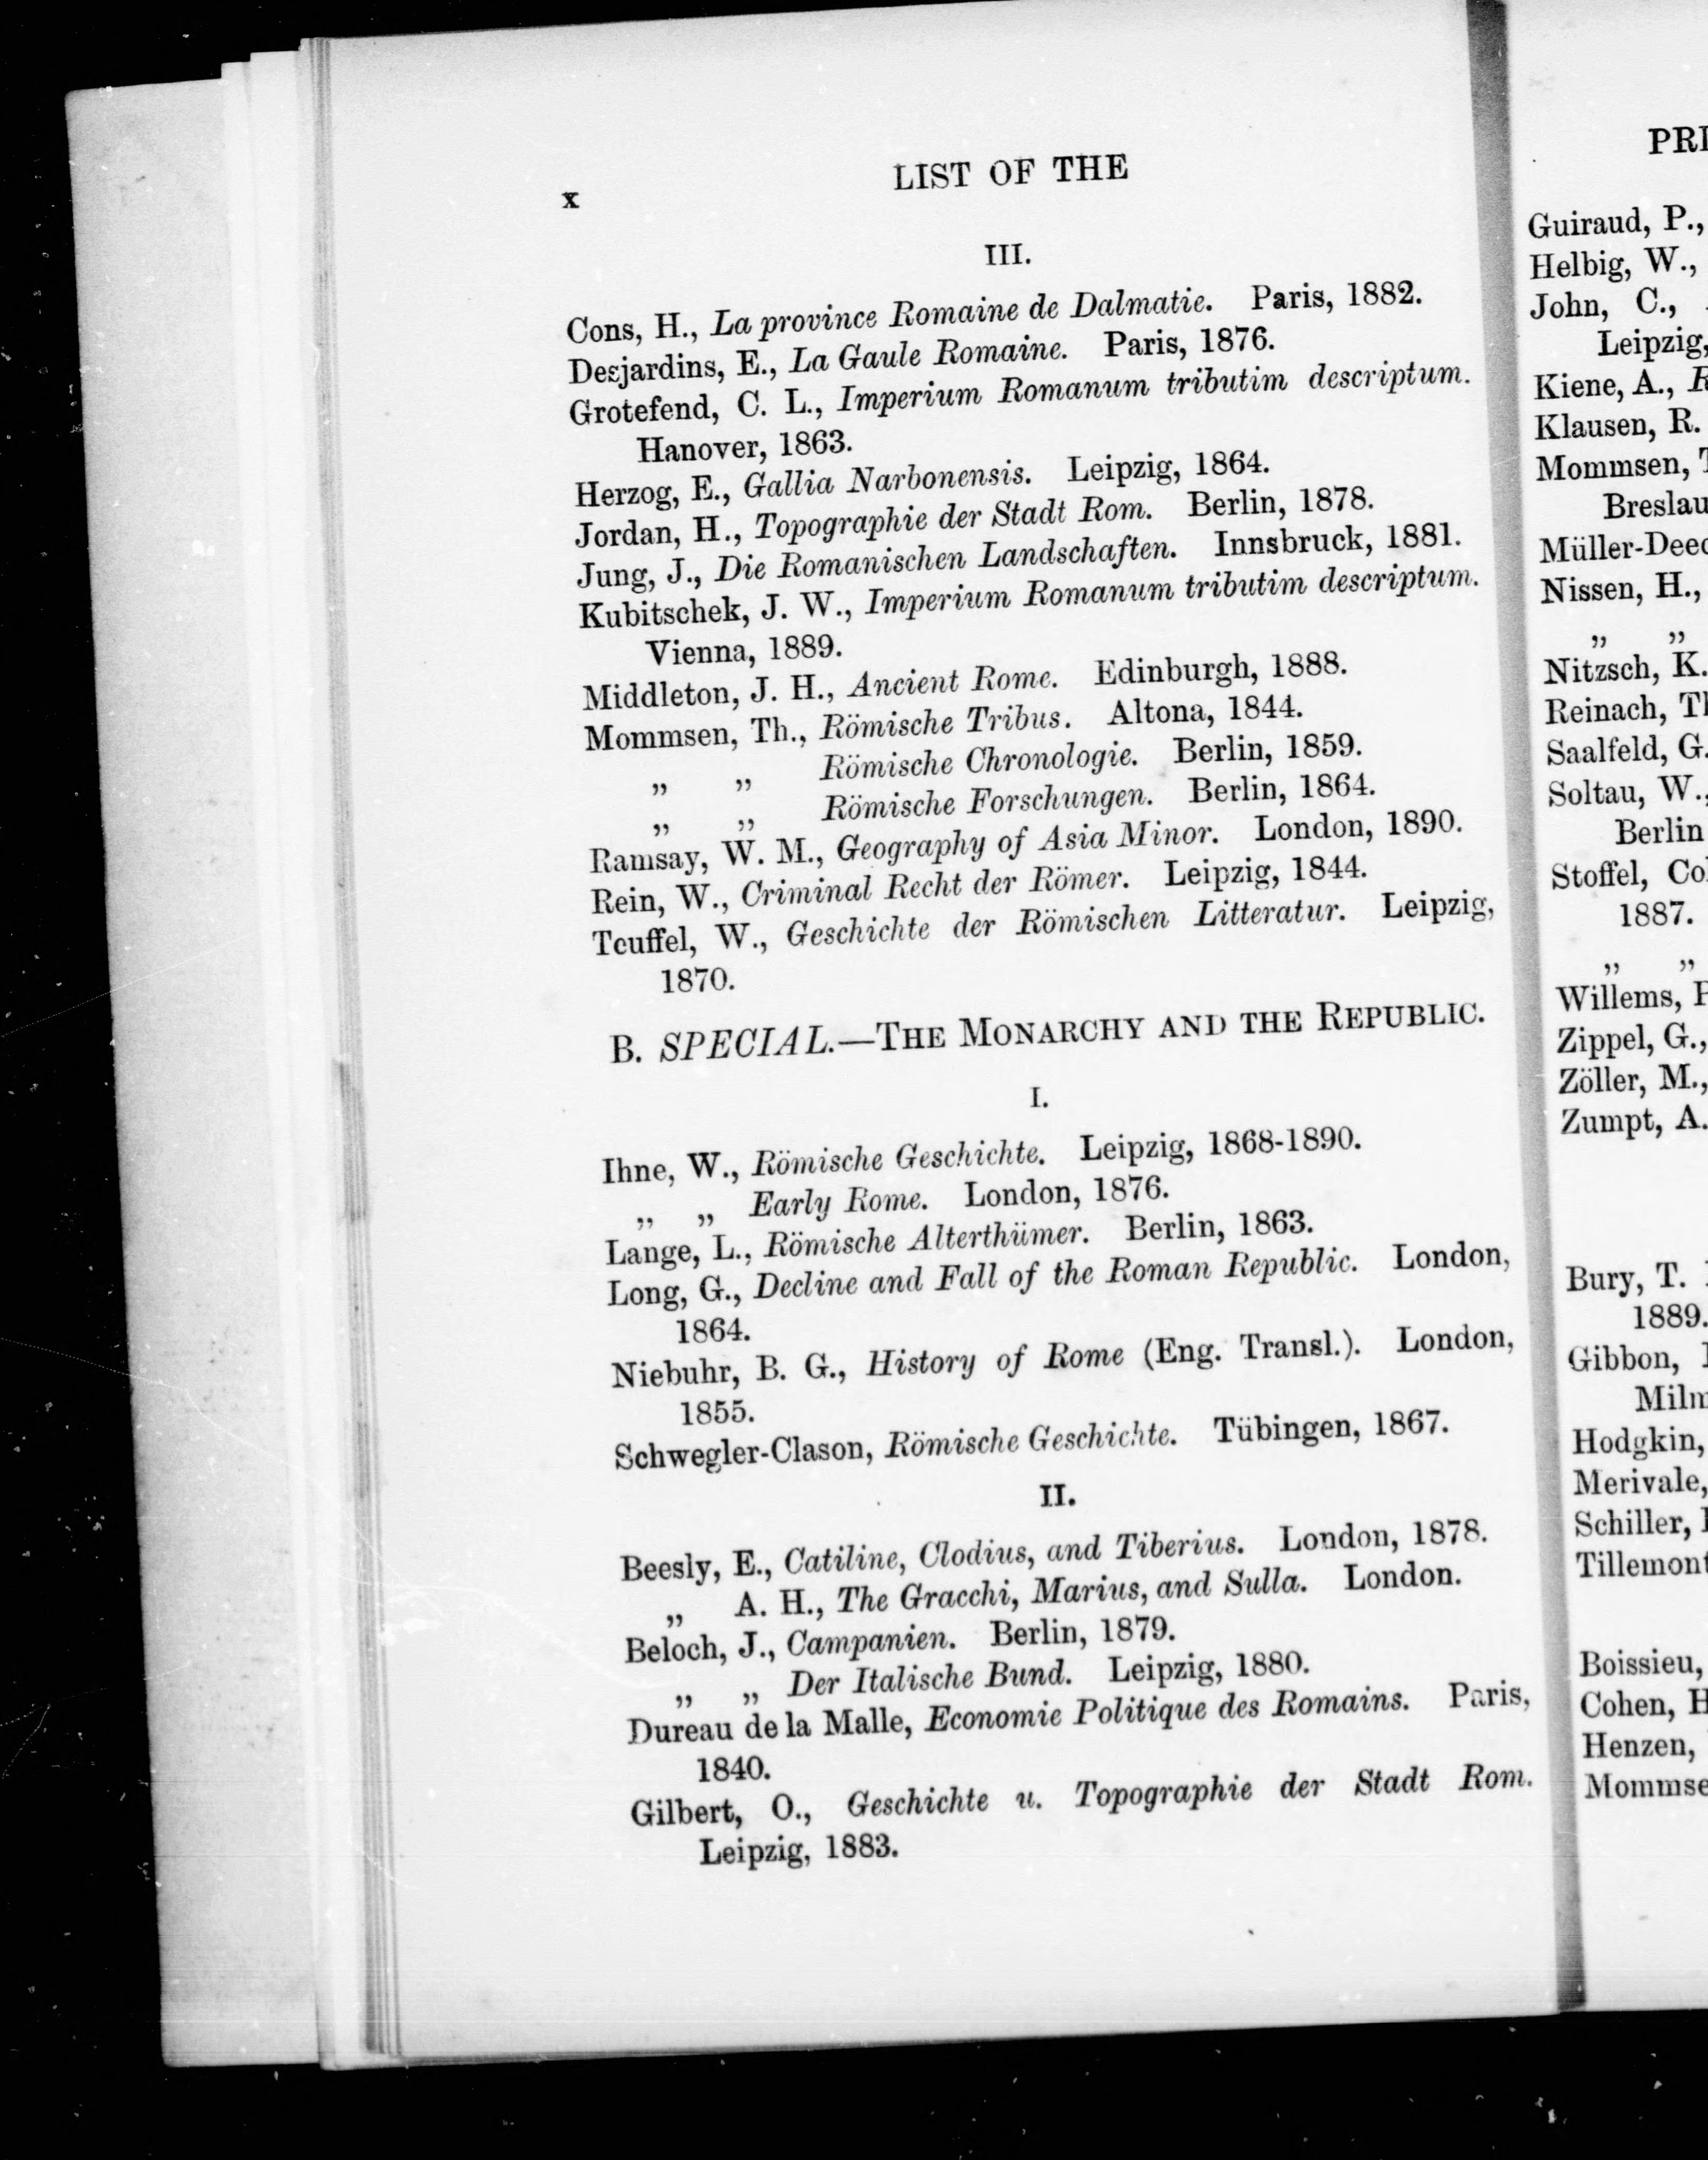 x
LIST OF THE
III.
Cons, H., La province Romaine de Dalmatie. Paris, 1882.
Desjardins, E., La Gaule Romaine. Paris, 1876.
Grotefend, C. L., Imperium Romanum tributim descriptum.
Hanover, 1863.
Herzog, E., Gallia Narbonensis. Leipzig, 1864.
Jordan, H., Topographie der Stadt Rom. Berlin, 1878.
Jung, J., Die Romanischen Landschaften. Innsbruck, 1881.
Kubitschek, J. W., Imperium Romanum tributim descriptum.
Vienna, 1889.
Middleton, J. H., Ancient Rome. Edinburgh, 1888.
Mommsen, Th., Römische Tribus. Altona, 1844.
„ „ Römische Chronologie. Berlin, 1859.
„ „ Römische Forschungen. Berlin, 1864.
Ramsay, W. M., Geography of Asia Minor. London, 1890.
Rein, W., Criminal Recht der Römer. Leipzig, 1844.
Teuffel, W., Geschichte der Römischen Litteratur. Leipzig,
1870.
B. SPECIAL.—THE MONARCHY AND THE REPUBLIC.
I.
Ihne, W., Römische Geschichte. Leipzig, 1868-1890.
„ „ Early Rome. London, 1876.
Lange, L., Römische Alterthümer. Berlin, 1863.
Long, G., Decline and Fall of the Roman Republic. London,
1864.
Niebuhr, B. G., History of Rome (Eng. Transl.). London,
1855.
Schwegler-Clason, Römische Geschichte. Tübingen, 1867.
II.
Beesly, E., Catiline, Clodius, and Tiberius. London, 1878.
„ A. H., The Gracchi, Marius, and Sulla. London.
Beloch, J., Campanien. Berlin, 1879.
„ „ Der Italische Bund. Leipzig, 1880.
Dureau de la Malle, Economie Politique des Romains. Paris,
1840.
Gilbert, O., Geschichte u. Topographie der Stadt Rom.
Leipzig, 1883.
PRI
Guiraud, P.,
Helbig, W.,
John, C.,
Leipzig,
Kiene, A.,
Klausen, R.
Mommsen,
Breslau
Müller-Deec
Nissen, H.,
„ „
Nitzsch, K.
Reinach, Th
Saalfeld, G.
Soltau, W.,
Berlin
Stoffel, Col
1887.
„ „
Willems, P
Zippel, G.,
Zöller, M.,
Zumpt, A.
Bury, T.
1889.
Gibbon,
Milm
Hodgkin,
Merivale,
Schiller,
Tillemont
Boissieu,
Cohen, H
Henzen,
Mommse